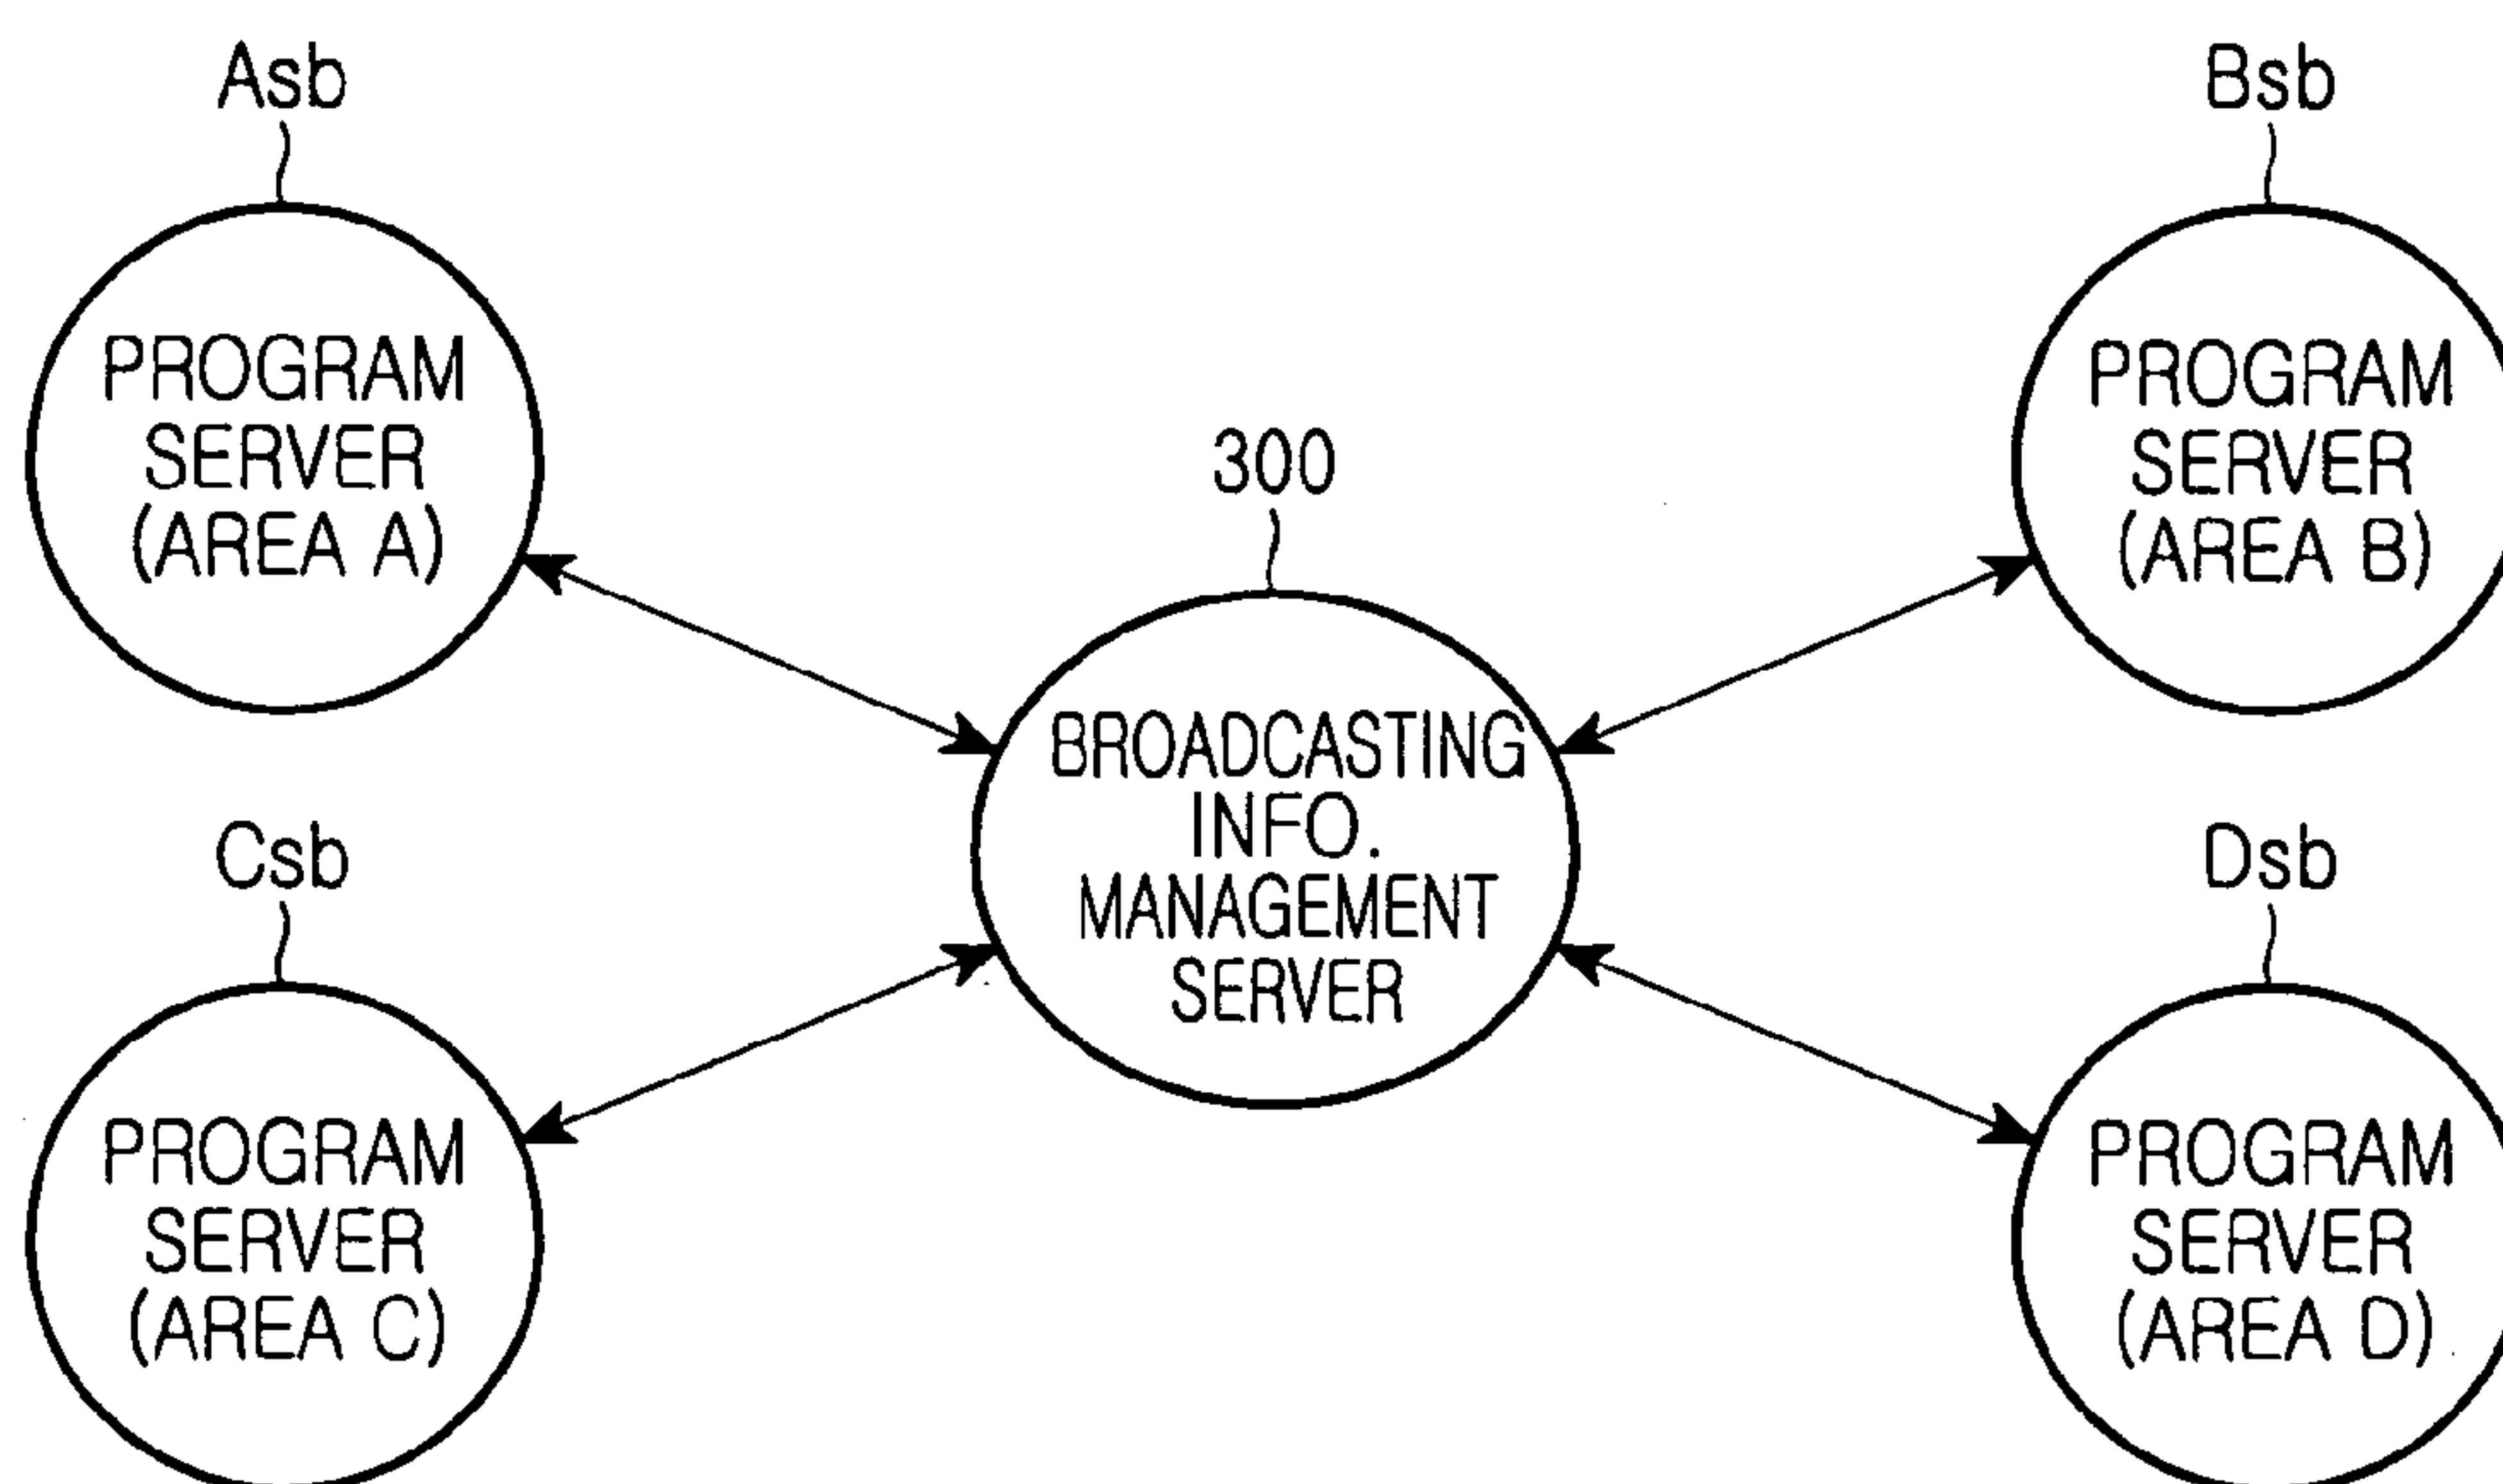 Asb
PROGRAM
SERVER
(AREA A)
Bsb
PROGRAM
SERVER
(AREA B)
300
BROADCASTING
INFO.
MANAGEMENT
SERVER
Csb
PROGRAM
SERVER
(AREA C)
Dsb
PROGRAM
SERVER
(AREA D)